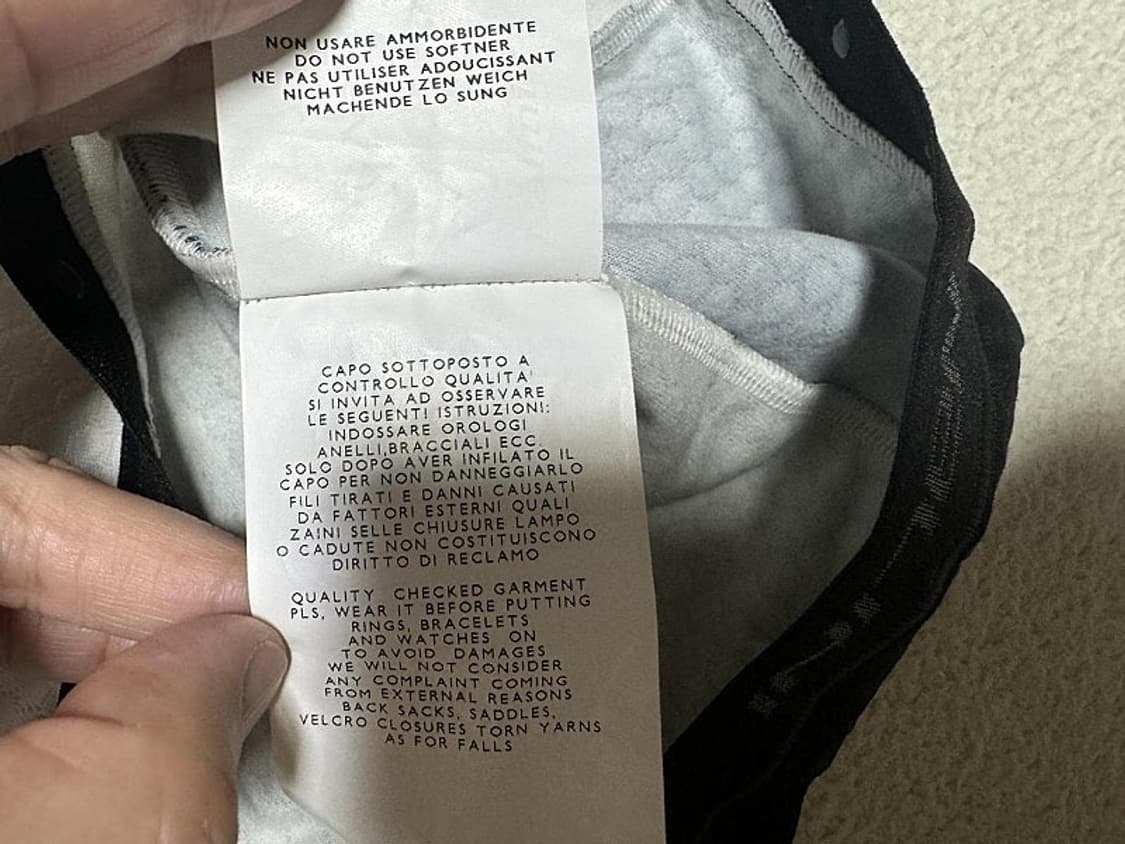 NON USARE AMMORBIDENTE
DO NOT USE SOFTNER
NE PAS UTILISER ADOUCISSANT
NICHT BENUTZEN WEICH
MACHENDE LO SUNG
CAPO SOTTOPOSTO A
CONTROLLO QUALITA'
SI INVITA AD OSSERVARE
LE SEGUENTI ISTRUZIONI:
INDOSSARE OROLOGI
ANELLI,BRACCIALI ECC.
SOLO DOPO AVER INFILATO IL
CAPO PER NON DANNEGGIARLO
FILI TIRATI E DANNI CAUSATI
DA FATTORI ESTERNI QUALI
ZAINI SELLE CHIUSURE LAMPO
O CADUTE NON COSTITUISCONO
DIRITTO DI RECLAMO
QUALITY CHECKED GARMENT
PLS, WEAR IT BEFORE PUTTING
RINGS, BRACELETS
AND WATCHES ON
TO AVOID DAMAGES
WE WILL NOT CONSIDER
ANY COMPLAINT COMING
FROM EXTERNAL REASONS
BACK SACKS, SADDLES,
VELCRO CLOSURES TORN YARNS
AS FOR FALLS